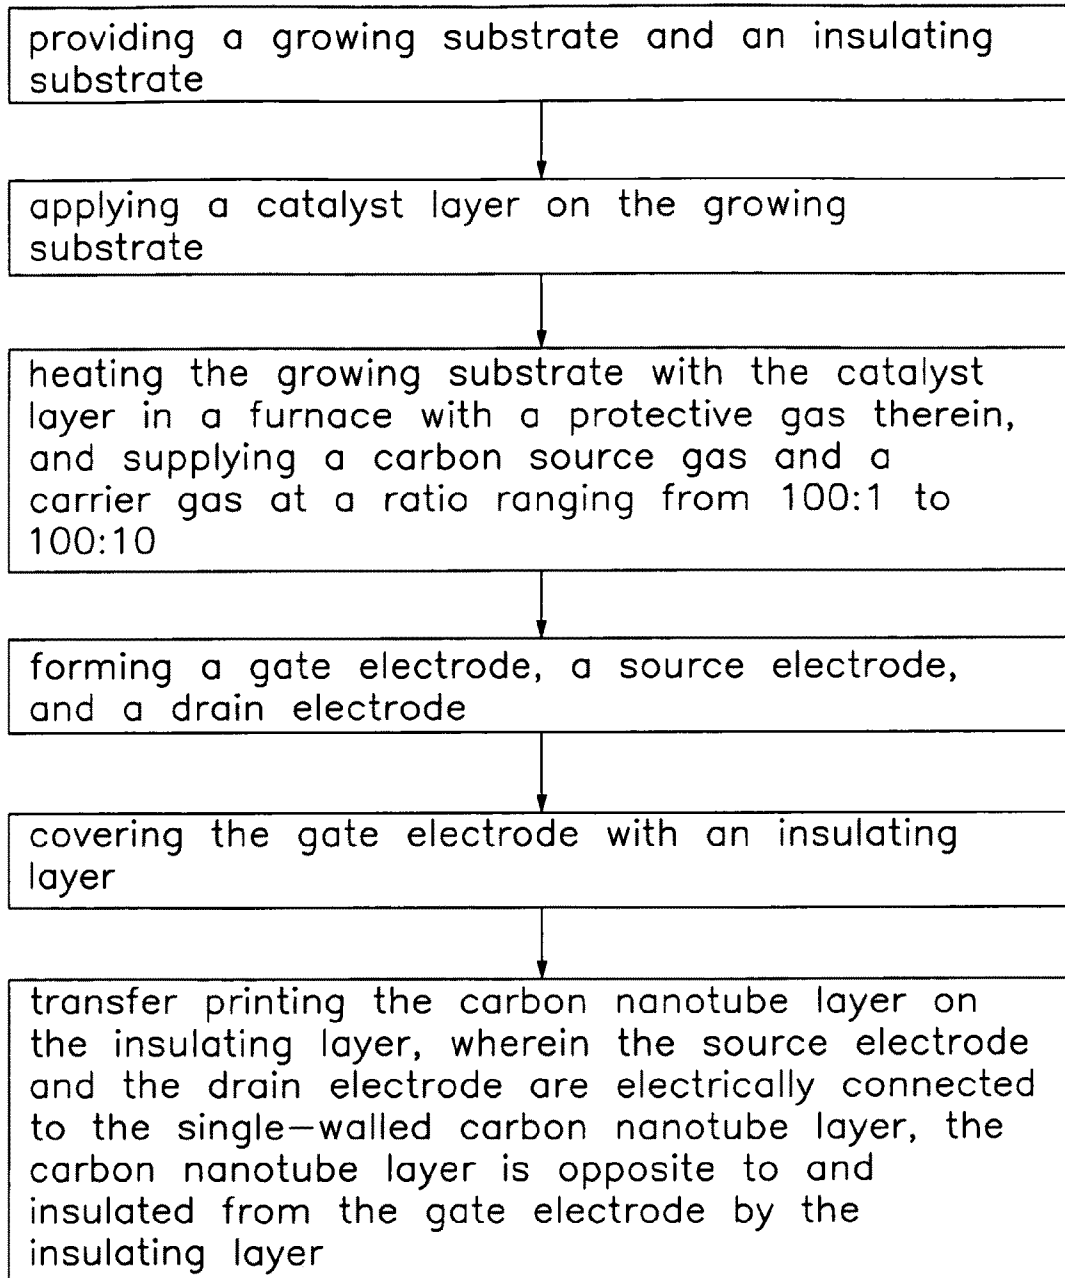 providing a growing substrate and an insulating
substrate
applying a catalyst layer on the growing
substrate
heating the growing substrate with the catalyst
layer in a furnace with a protective gas therein,
and supplying a carbon source gas and a
carrier gas at a ratio ranging from 100:1 to
100:10
forming a gate electrode, a source electrode,
and a drain electrode
covering the gate electrode with an insulating
layer
transfer printing the carbon nanotube layer on
the insulating layer, wherein the source electrode
and the drain electrode are electrically connected
to the single-walled carbon nanotube layer, the
carbon nanotube layer is opposite to and
insulated from the gate electrode by the
insulating layer